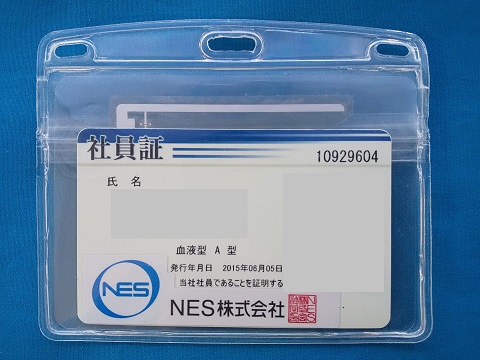 社員証
10929604
氏 名
血液型 A 型
発行年月日 2015年06月05日
当社社員であることを証明する
NES
NES株式会社